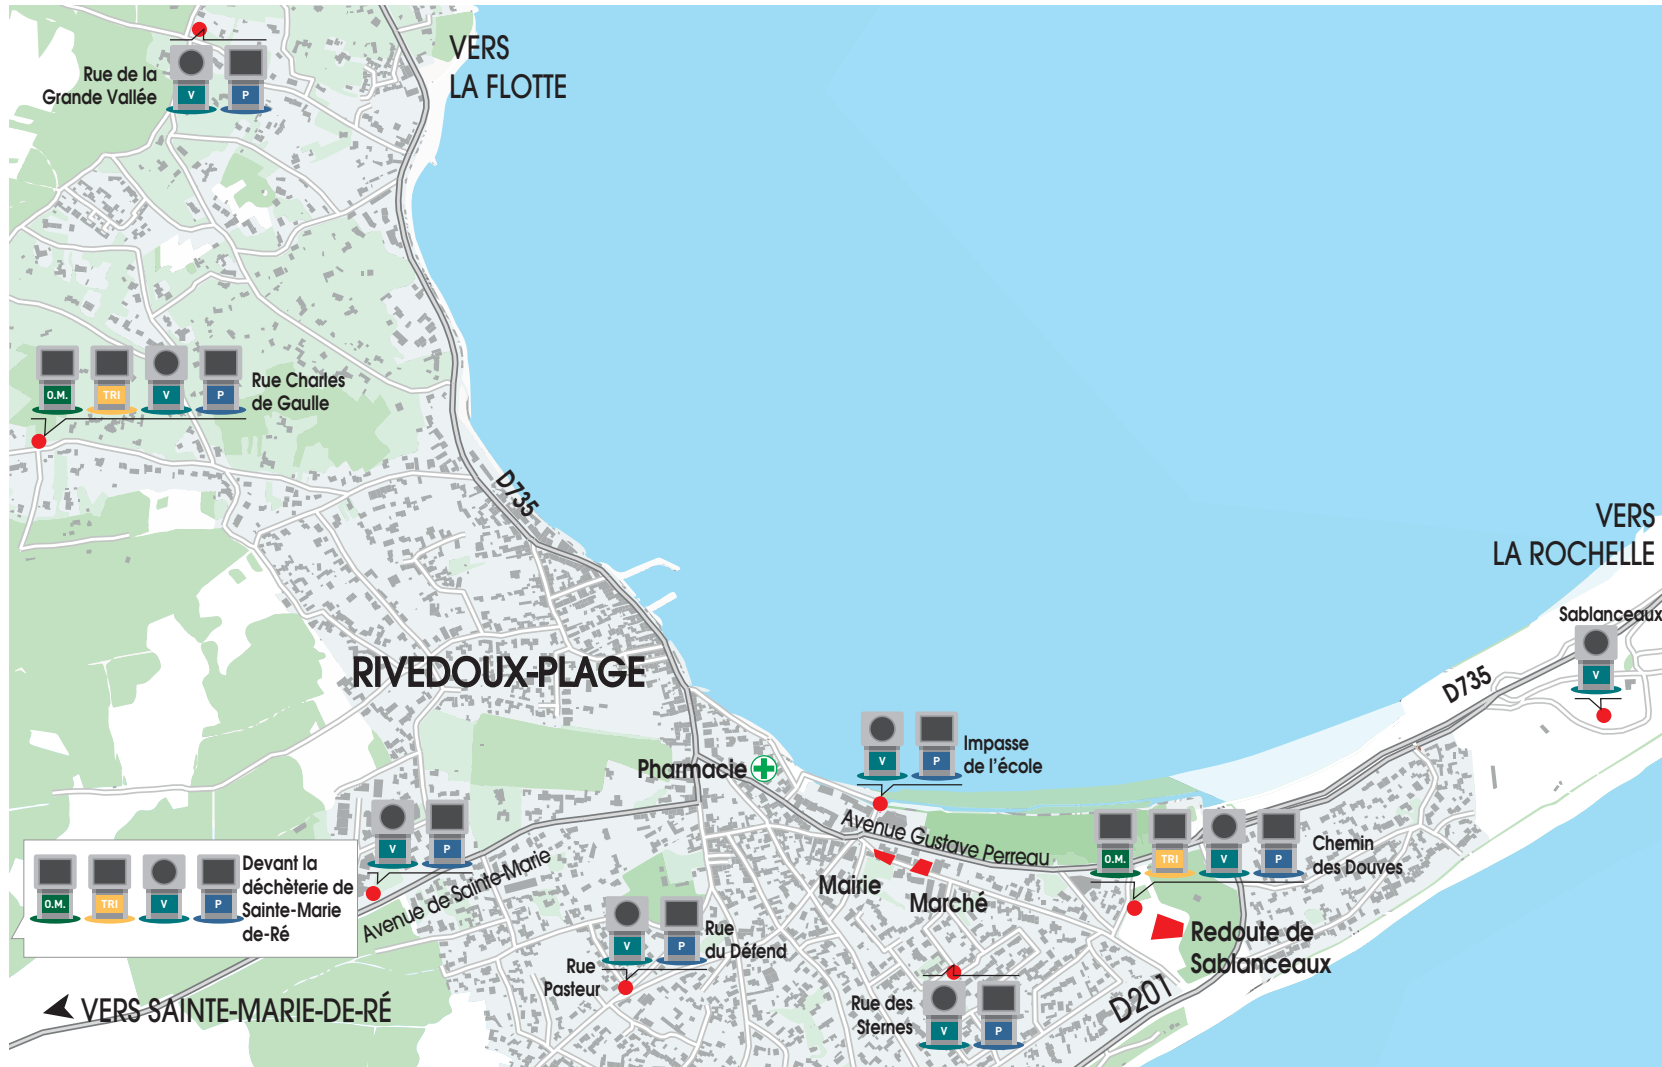 VERS
LA FLOTTE
Rue de la
Grande Vallée
V
P
O.M.
TRI
V
P
Rue Charles
de Gaulle
D735
VERS
LA ROCHELLE
Sablanceaux
V
D735
RIVEDOUX-PLAGE
Pharmacie
V
P
Impasse
de l'école
Avenue Gustave Perreau
O.M.
TRI
V
P
Chemin
des Douves
V
P
Avenue de Sainte-Marie
O.M.
TRI
V
P
Devant la
déchèterie de
Sainte-Marie
de-Ré
Mairie
Marché
V
P
Rue
du Défend
Rue
Pasteur
Redoute de
Sablanceaux
D201
Rue des
Sternes
V
P
VERS SAINTE-MARIE-DE-RÉ